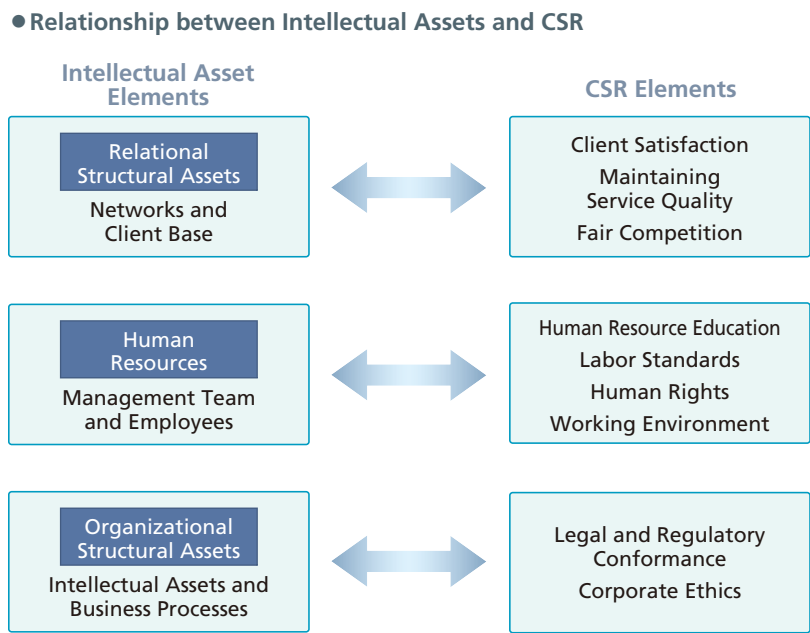 ● Relationship between Intellectual Assets and CSR
Intellectual Asset
Elements
CSR Elements
Relational
Structural Assets
Networks and
Client Base
Client Satisfaction
Maintaining
Service Quality
Fair Competition
Human
Resources
Management Team
and Employees
Human Resource Education
Labor Standards
Human Rights
Working Environment
Organizational
Structural Assets
Intellectual Assets and
Business Processes
Legal and Regulatory
Conformance
Corporate Ethics